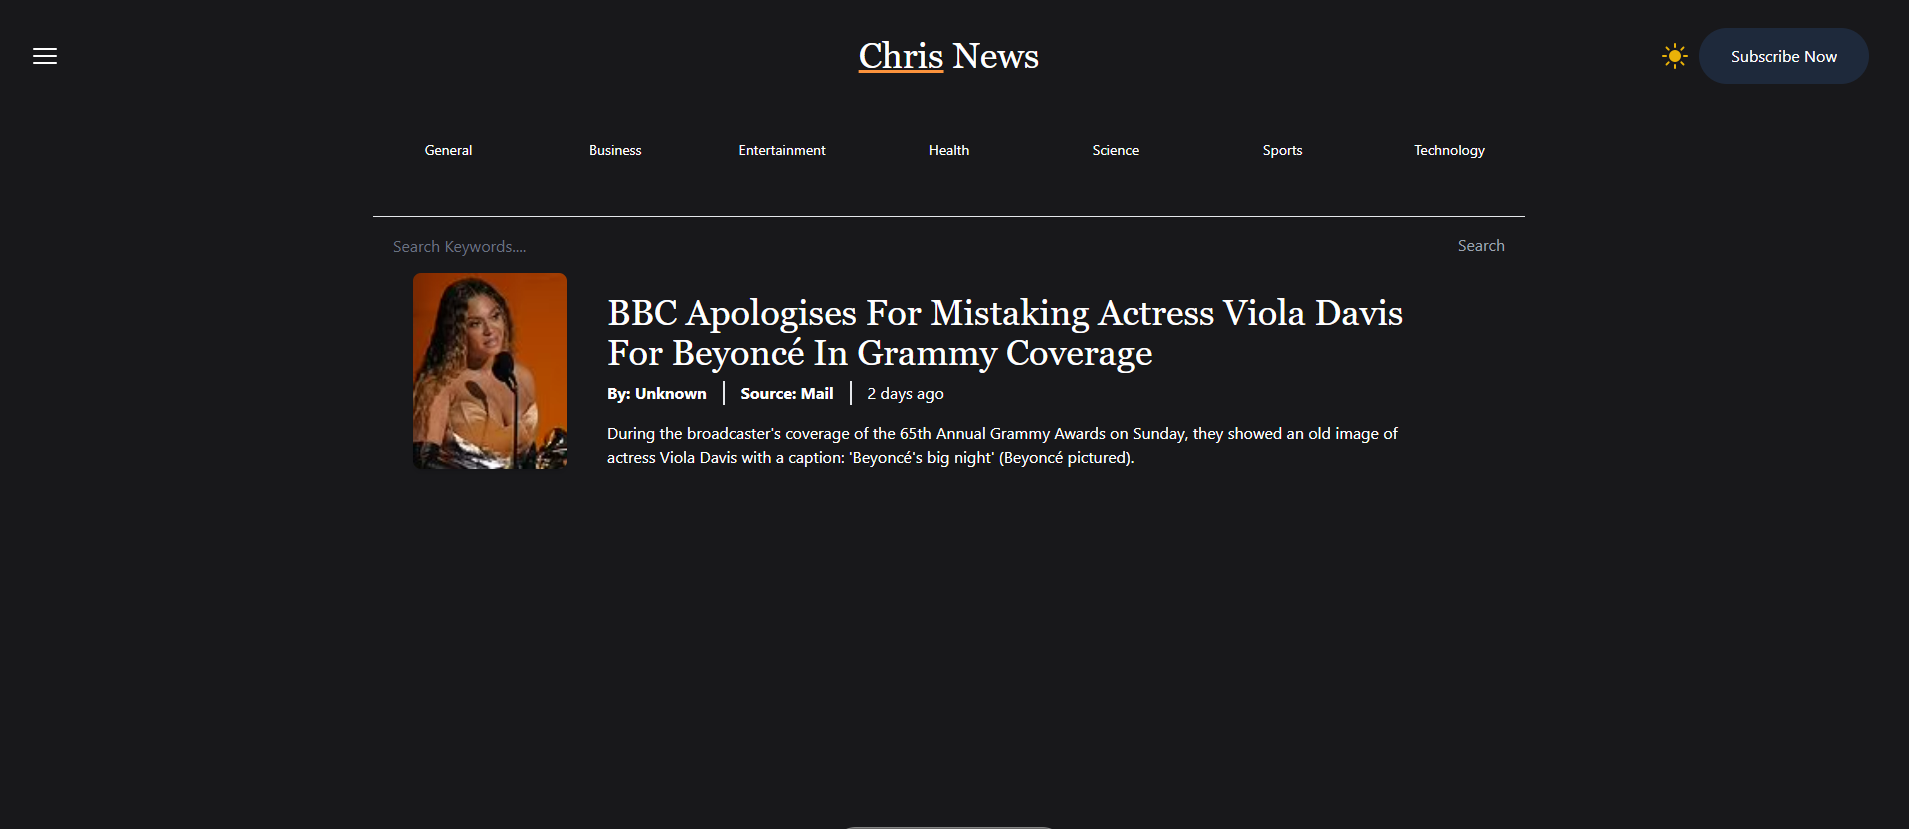 Chris News
Subscribe Now
General
Business
Entertainment
Health
Science
Sports
Technology
Search Keywords....
Search
BBC Apologises For Mistaking Actress Viola Davis
For Beyoncé In Grammy Coverage
By: Unknown
Source: Mail
2 days ago
During the broadcaster's coverage of the 65th Annual Grammy Awards on Sunday, they showed an old image of
actress Viola Davis with a caption: 'Beyoncé's big night' (Beyoncé pictured).